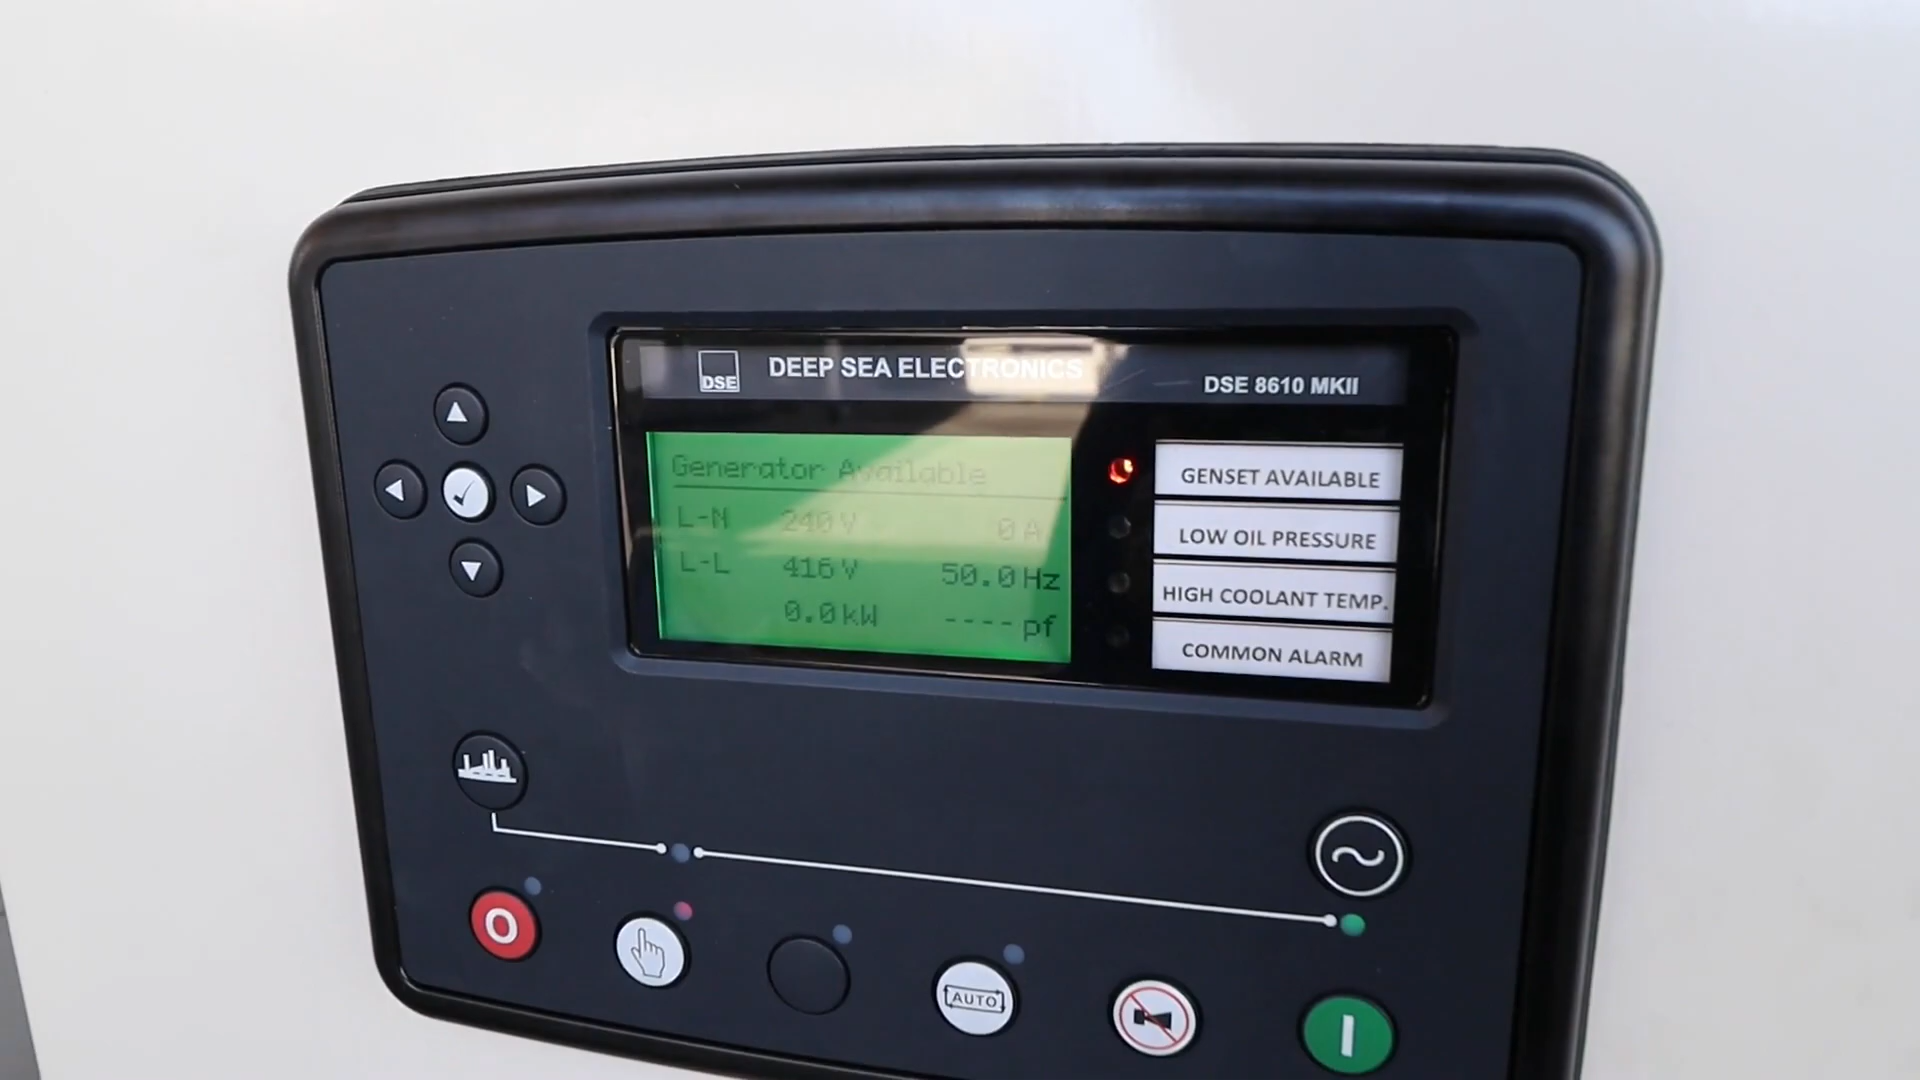 DSE
DEEP SEA ELECTRONICS
DSE 8610 MKII
Generator Available
L-N 240 V 0 A
L-L 416 V 50.0 Hz
0.0 kW ---- pf
GENSET AVAILABLE
LOW OIL PRESSURE
HIGH COOLANT TEMP.
COMMON ALARM
O
AUTO
I